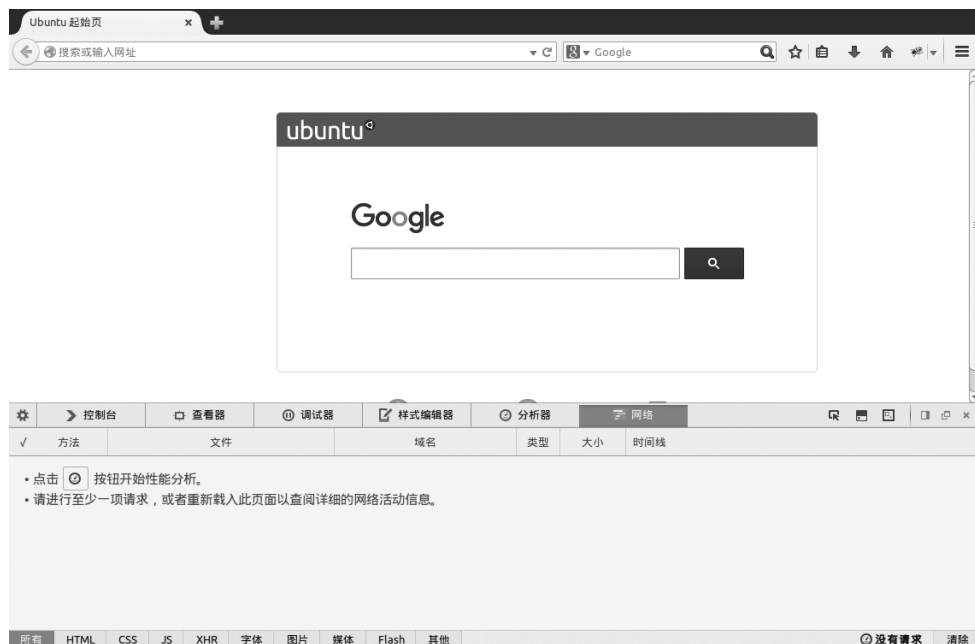 Ubuntu 起始页
搜索或输入网址
Google
ubuntu
Google
控制台 查看器 调试器 样式编辑器 分析器 网络
√ 方法 文件 域名 类型 大小 时间线
• 点击 按钮开始性能分析。
• 请进行至少一项请求，或者重新载入此页面以查阅详细的网络活动信息。
所有 HTML CSS JS XHR 字体 图片 媒体 Flash 其他 没有请求 清除